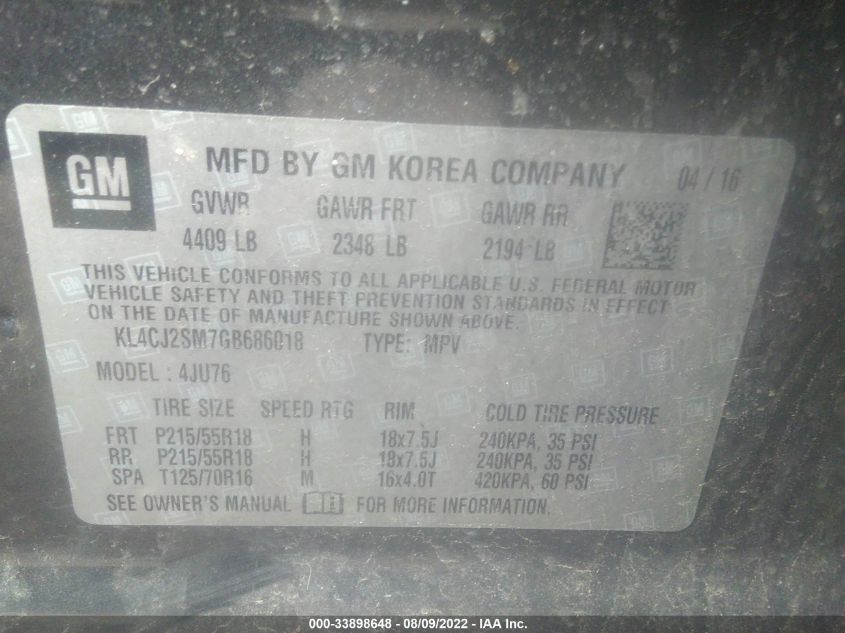 GM MFD BY GM KOREA COMPANY 04 / 16
GVWR GAWR FRT GAWR RR
4409 LB 2348 LB 2194 LB
THIS VEHICLE CONFORMS TO ALL APPLICABLE U.S. FEDERAL MOTOR
VEHICLE SAFETY AND THEFT PREVENTION STANDARDS IN EFFECT
ON THE DATE OF MANUFACTURE SHOWN ABOVE.
KL4CJ2SM7GB686018 TYPE: MPV
MODEL : 4JU76
TIRE SIZE SPEED RTG RIM COLD TIRE PRESSURE
FRT P215/55R18 H 18x7.5J 240KPA, 35 PSI
RR P215/55R18 H 18x7.5J 240KPA, 35 PSI
SPA T125/70R16 M 16x4.0T 420KPA, 60 PSI
SEE OWNER'S MANUAL FOR MORE INFORMATION.
000-33898648 - 08/09/2022 - IAA Inc.